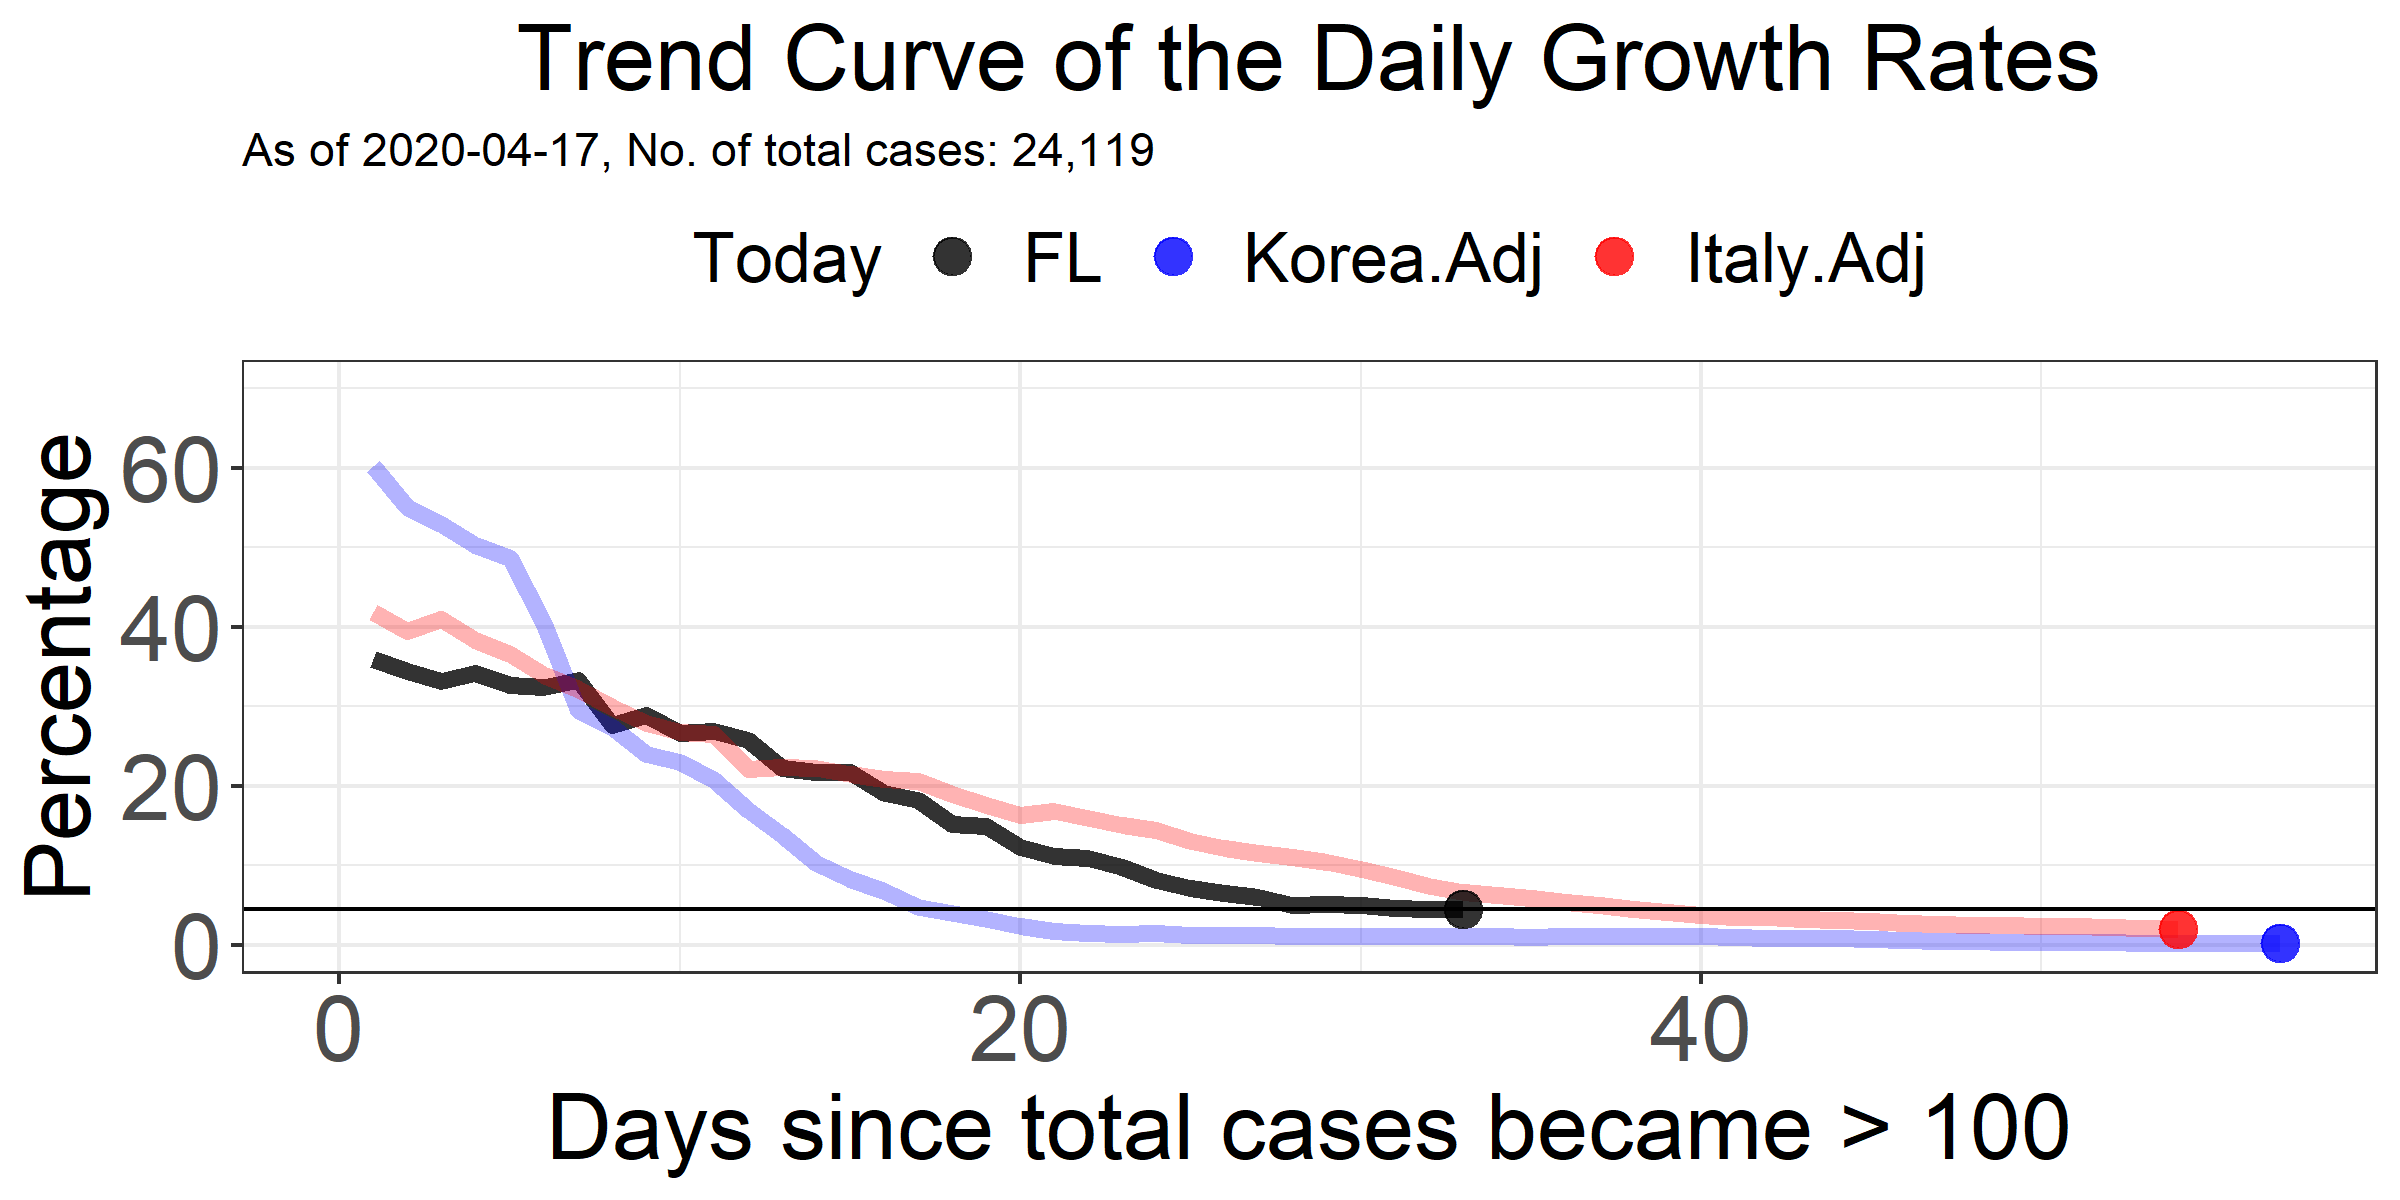 Trend Curve of the Daily Growth Rates
As of 2020-04-17, No. of total cases: 24,119
Today FL Korea.Adj Italy.Adj
Percentage
60
40
20
0
0 20 40
Days since total cases became > 100